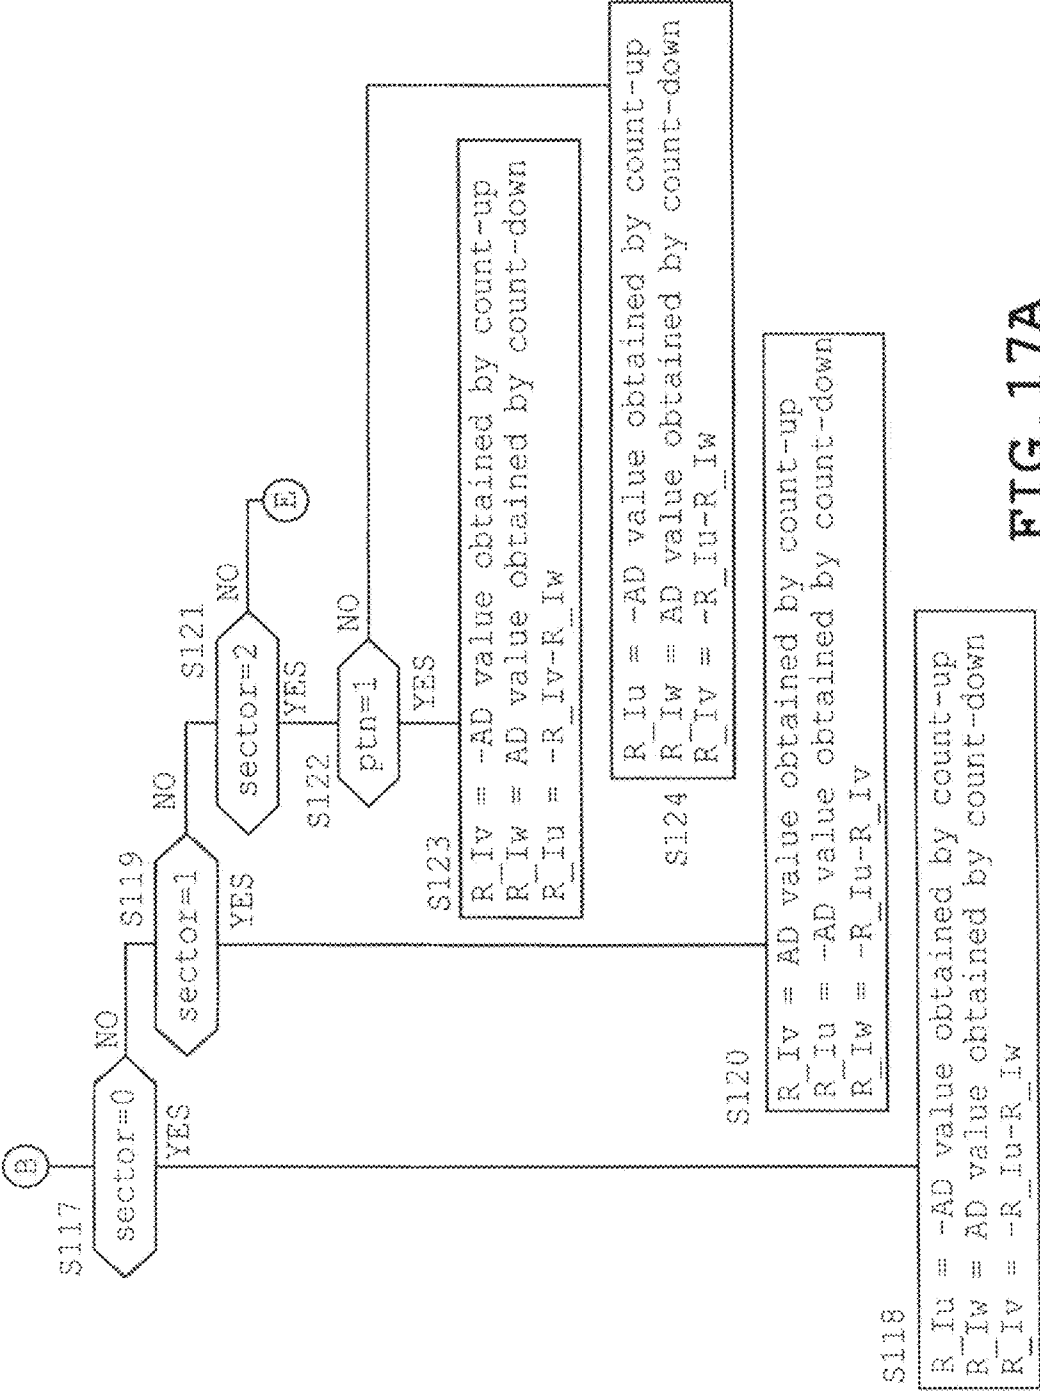 B
S117
sector=0
NO
YES
S119
sector=1
NO
YES
S121
sector=2
NO
E
YES
S122
ptn=1
NO
YES
S123
R_Iv = -AD value obtained by count-up
R_Iw = AD value obtained by count-down
R_Iu = -R_Iv-R_Iw
S124
R_Iu = -AD value obtained by count-up
R_Iw = AD value obtained by count-down
R_Iv = -R_Iu-R_Iw
S120
R_Iv = AD value obtained by count-up
R_Iu = -AD value obtained by count-down
R_Iw = -R_Iu-R_Iv
S118
R_Iu = -AD value obtained by count-up
R_Iw = AD value obtained by count-down
R_Iv = -R_Iu-R_Iw
FIG. 17A